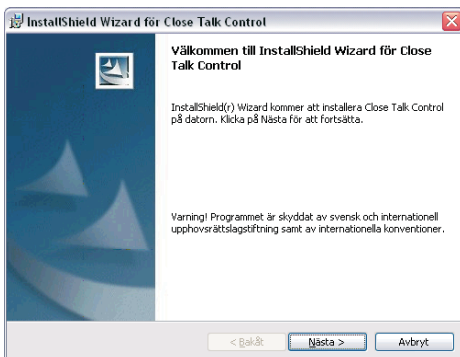 InstallShield Wizard för Close Talk Control
Välkommen till InstallShield Wizard för Close
Talk Control
InstallShield(r) Wizard kommer att installera Close Talk Control
på datorn. Klicka på Nästa för att fortsätta.
Varning! Programmet är skyddat av svensk och internationell
upphovsrättslagstiftning samt av internationella konventioner.
< Bakåt
Nästa >
Avbryt